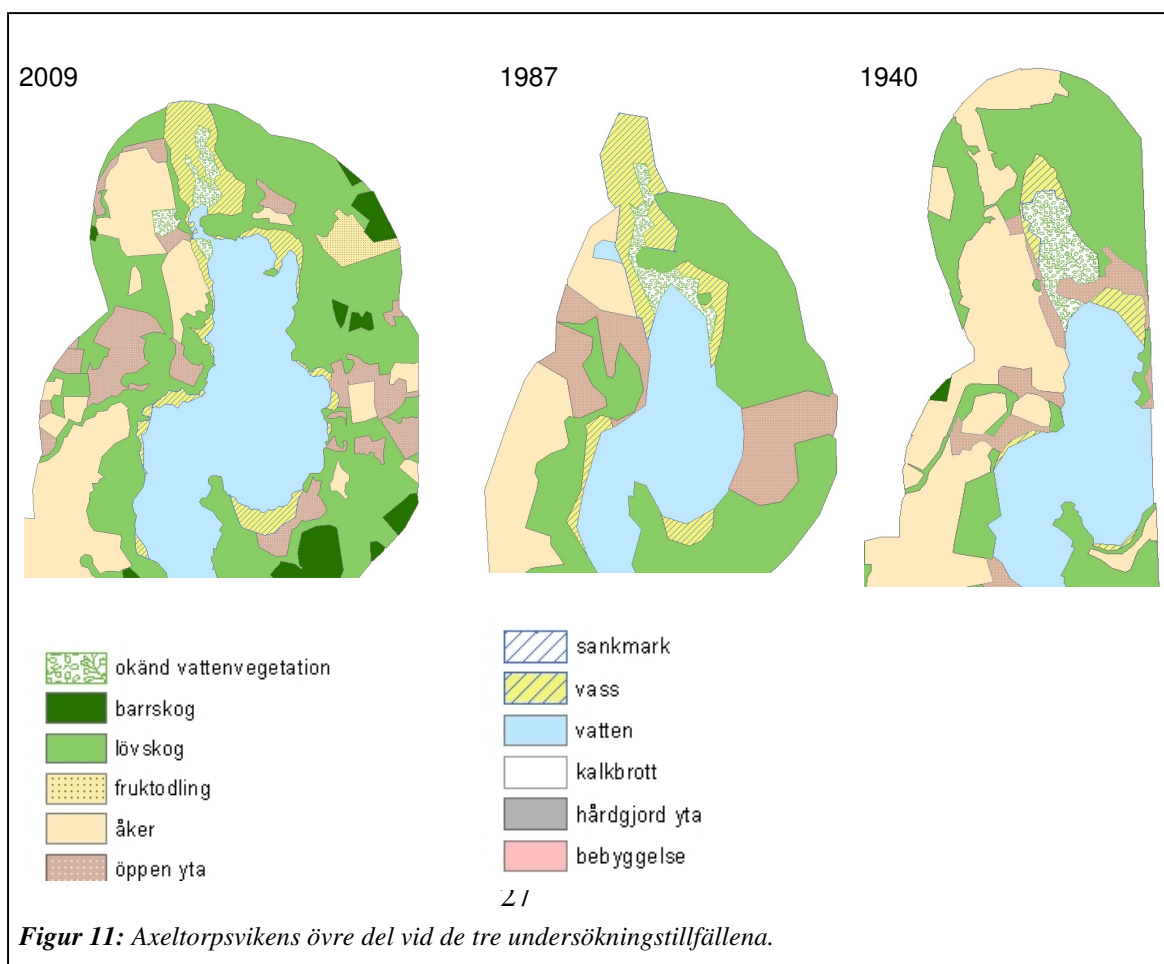 2009
1987
1940
okänd vattenvegetation
barrskog
lövskog
fruktodling
åker
öppen yta
sankmark
vass
vatten
kalkbrott
hårdgjord yta
bebyggelse
27
Figur 11: Axeltorpsvikens övre del vid de tre undersökningstillfällena.